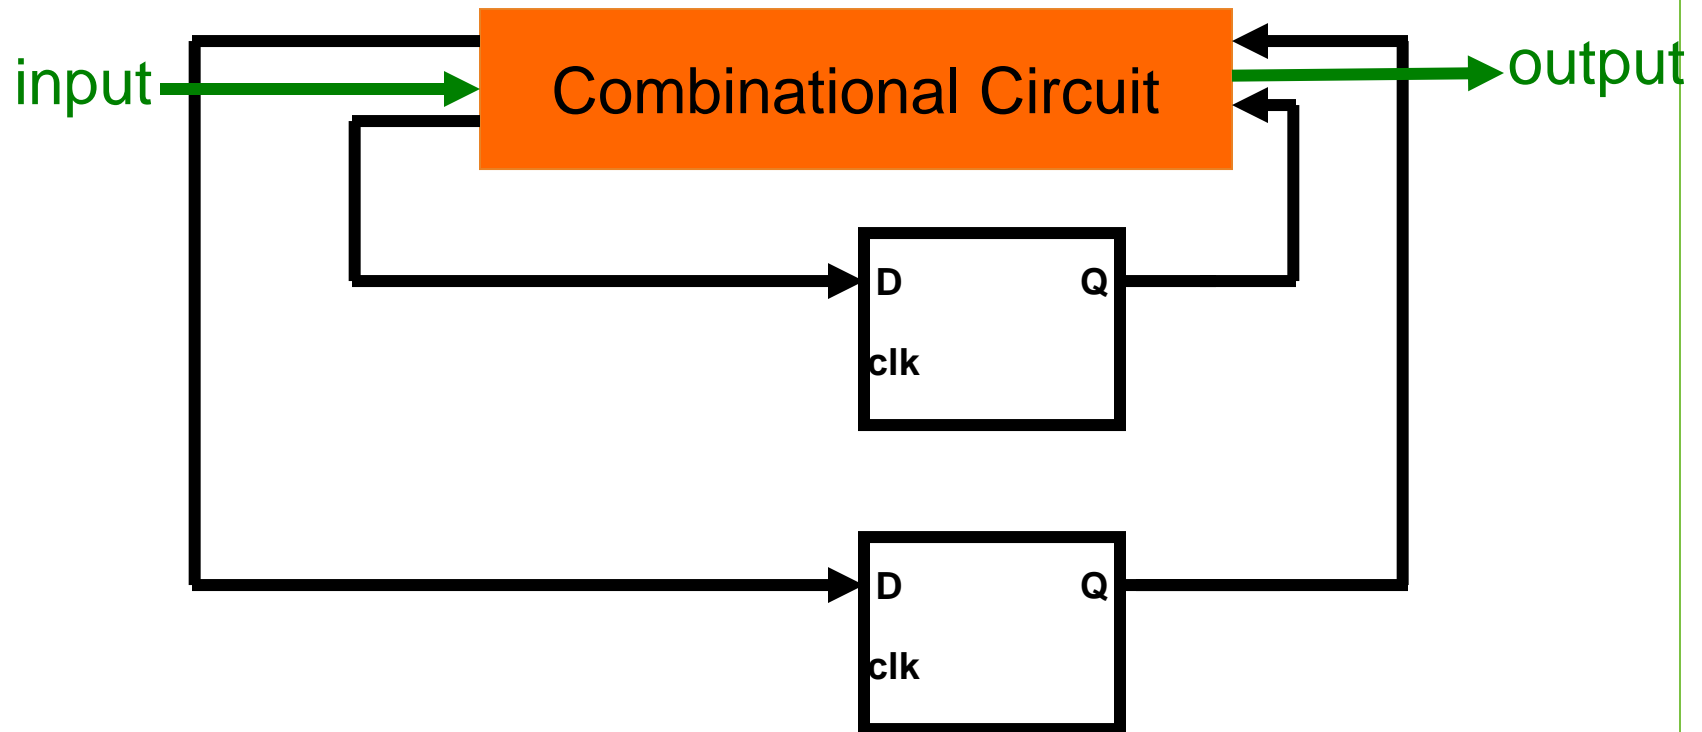 input
Combinational Circuit
output
D
Q
clk
D
Q
clk